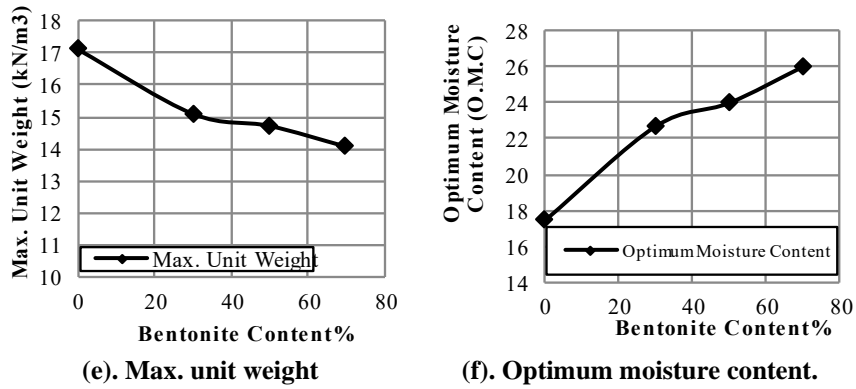 Max. Unit Weight (kN/m3)
18
17
16
15
14
13
12
11
10
Max. Unit Weight
0 20 40 60 80
Bentonite Content%
(e). Max. unit weight
Optimum Moisture
Content (O.M.C)
28
26
24
22
20
18
16
14
Optimum Moisture Content
0 20 40 60 80
Bentonite Content%
(f). Optimum moisture content.